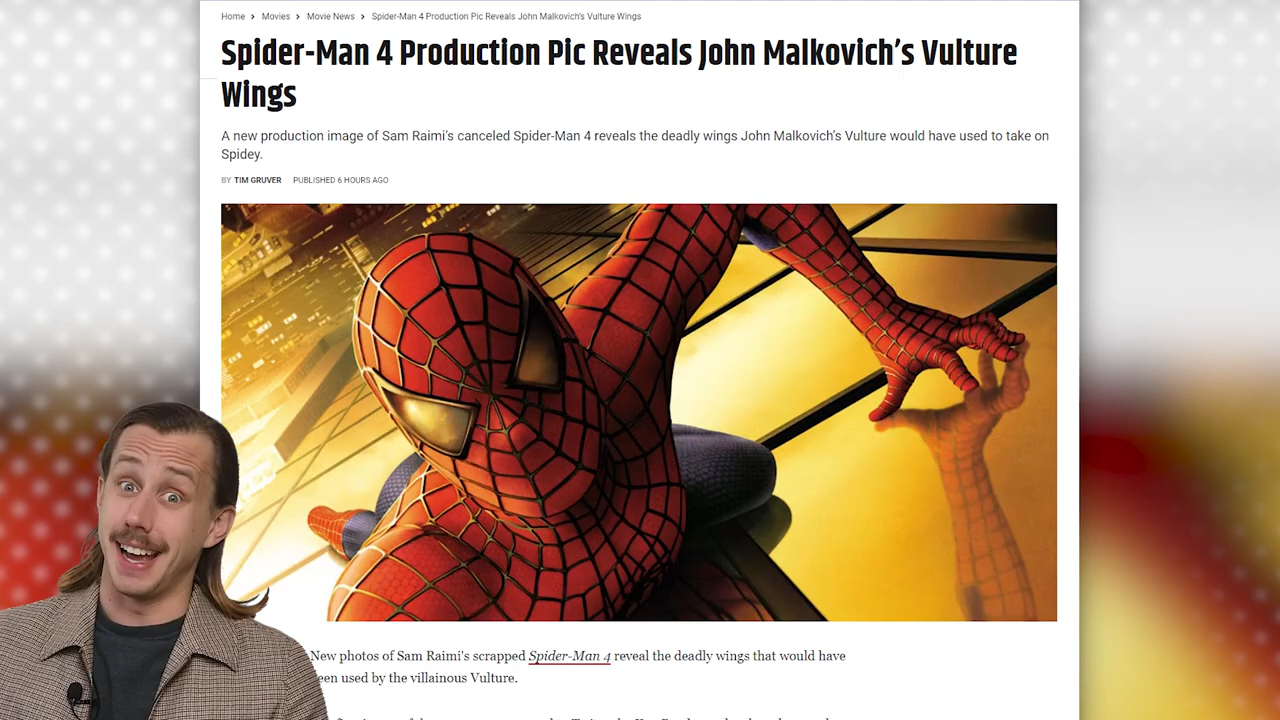 Home > Movies > Movie News > Spider-Man 4 Production Pic Reveals John Malkovich's Vulture Wings
Spider-Man 4 Production Pic Reveals John Malkovich's Vulture
Wings
A new production image of Sam Raimi's canceled Spider-Man 4 reveals the deadly wings John Malkovich's Vulture would have used to take on
Spidey.
BY TIM GRUVER PUBLISHED 6 HOURS AGO
New photos of Sam Raimi's scrapped Spider-Man 4 reveal the deadly wings that would have
used by the villainous Vulture.